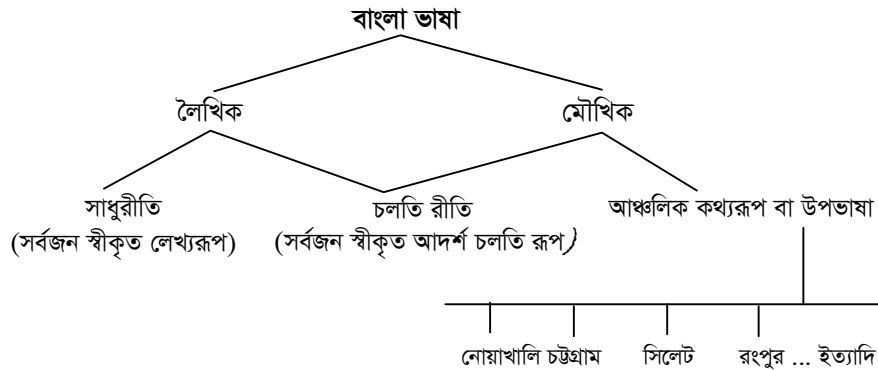 বাংলা ভাষা
লৈখিক মৌখিক
সাধুরীতি চলতি রীতি আঞ্চলিক কথ্যরূপ বা উপভাষা
(সর্বজন স্বীকৃত লেখ্যরূপ) (সর্বজন স্বীকৃত আদর্শ চলতি রূপ)
নোয়াখালি চট্টগ্রাম সিলেট রংপুর ... ইত্যাদি